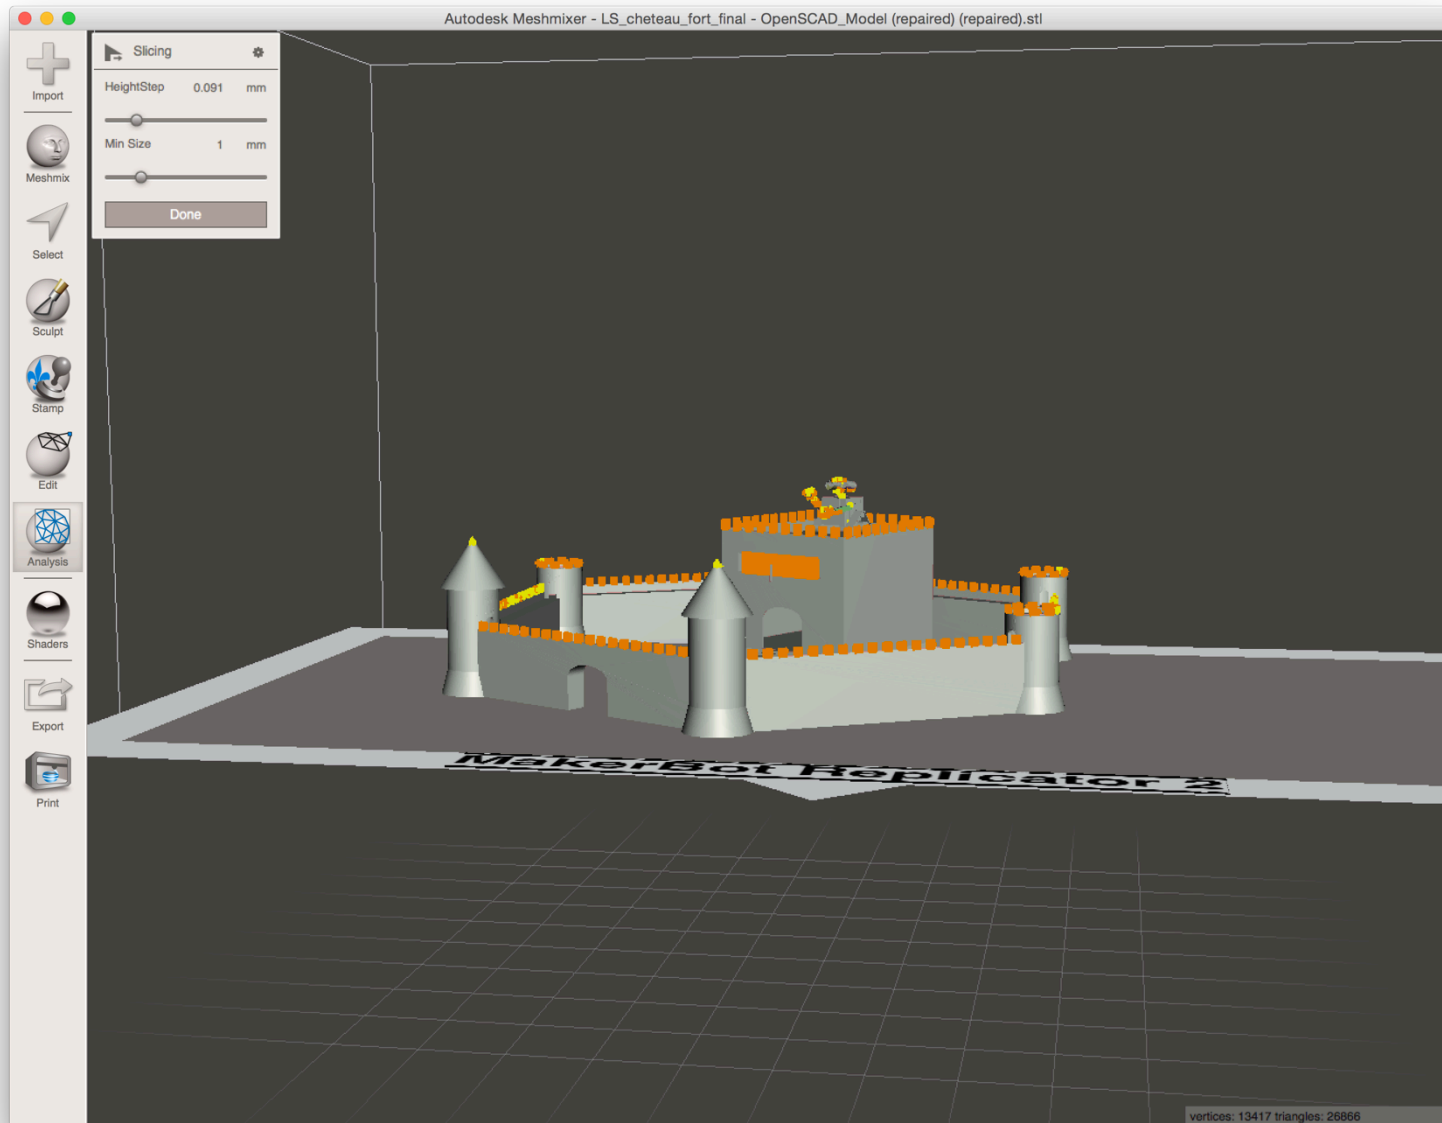 Autodesk Meshmixer - LS_cheteau_fort_final - OpenSCAD_Model (repaired) (repaired).stl
Import
Meshmix
Select
Sculpt
Stamp
Edit
Analysis
Shaders
Export
Print
Slicing
HeightStep 0.091 mm
Min Size 1 mm
Done
MakerBot Replicator 2
vertices: 13417 triangles: 26866